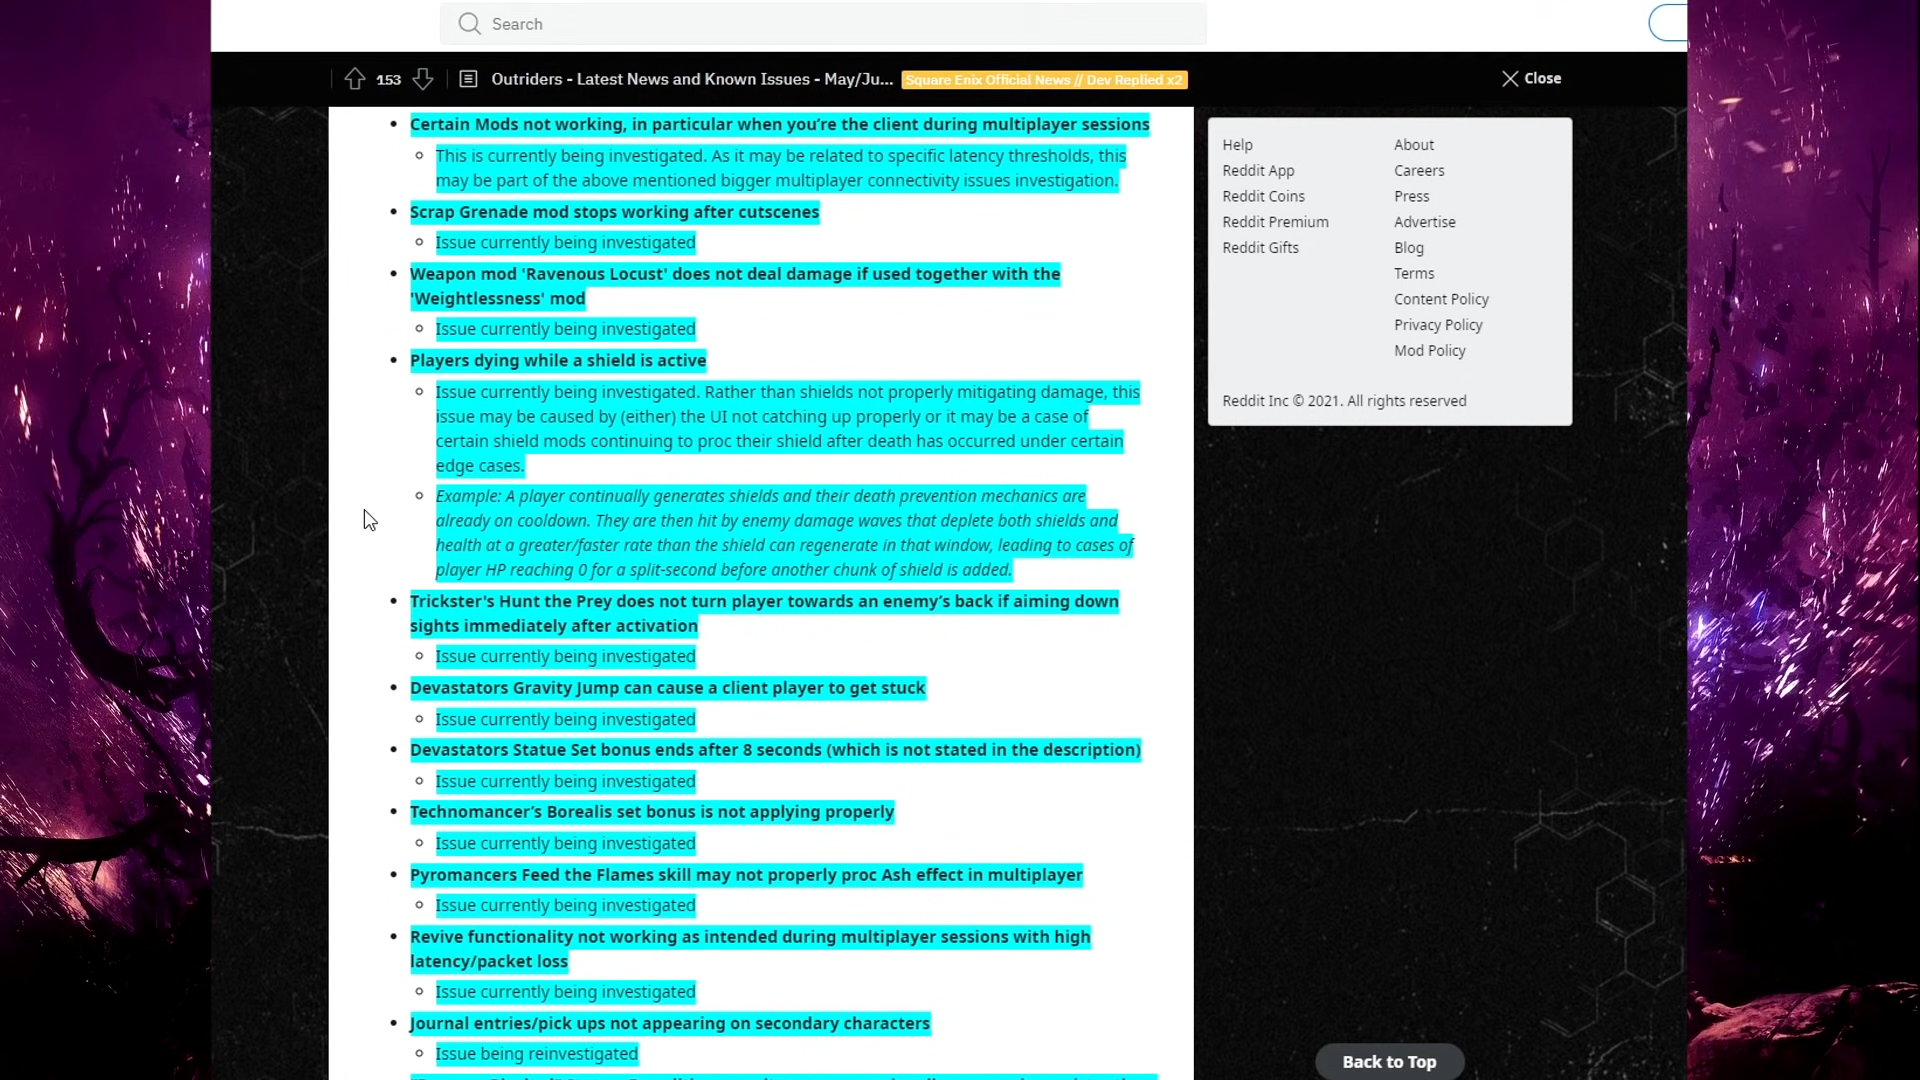 Search
153
Outriders - Latest News and Known Issues - May/Ju...
Square Enix Official News // Dev Replied x2
Close
Certain Mods not working, in particular when you’re the client during multiplayer sessions
This is currently being investigated. As it may be related to specific latency thresholds, this
may be part of the above mentioned bigger multiplayer connectivity issues investigation.
Scrap Grenade mod stops working after cutscenes
Issue currently being investigated
Weapon mod 'Ravenous Locust' does not deal damage if used together with the
'Weightlessness' mod
Issue currently being investigated
Players dying while a shield is active
Issue currently being investigated. Rather than shields not properly mitigating damage, this
issue may be caused by (either) the UI not catching up properly or it may be a case of
certain shield mods continuing to proc their shield after death has occurred under certain
edge cases.
Example: A player continually generates shields and their death prevention mechanics are
already on cooldown. They are then hit by enemy damage waves that deplete both shields and
health at a greater/faster rate than the shield can regenerate in that window, leading to cases of
player HP reaching 0 for a split-second before another chunk of shield is added.
Trickster's Hunt the Prey does not turn player towards an enemy’s back if aiming down
sights immediately after activation
Issue currently being investigated
Devastators Gravity Jump can cause a client player to get stuck
Issue currently being investigated
Devastators Statue Set bonus ends after 8 seconds (which is not stated in the description)
Issue currently being investigated
Technomancer’s Borealis set bonus is not applying properly
Issue currently being investigated
Pyromancers Feed the Flames skill may not properly proc Ash effect in multiplayer
Issue currently being investigated
Revive functionality not working as intended during multiplayer sessions with high
latency/packet loss
Issue currently being investigated
Journal entries/pick ups not appearing on secondary characters
Issue being reinvestigated
Help
Reddit App
Reddit Coins
Reddit Premium
Reddit Gifts
About
Careers
Press
Advertise
Blog
Terms
Content Policy
Privacy Policy
Mod Policy
Reddit Inc © 2021. All rights reserved
Back to Top